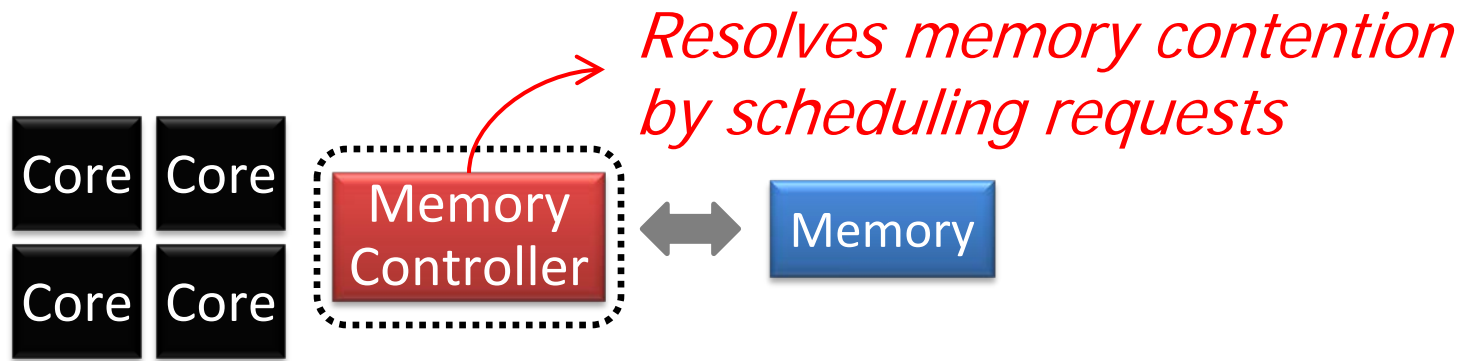 Resolves memory contention
by scheduling requests
Core Core
Core Core
Memory
Controller
Memory